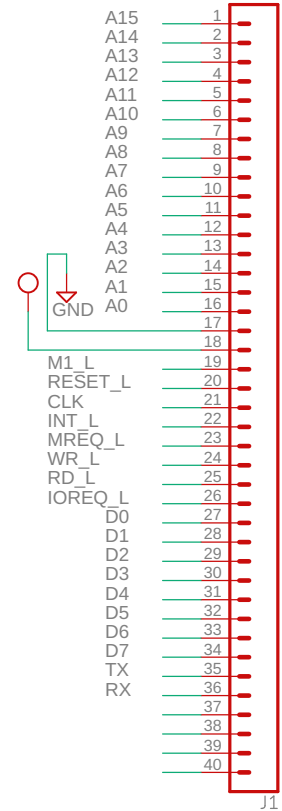 A15 1
A14 2
A13 3
A12 4
A11 5
A10 6
A9 7
A8 8
A7 9
A6 10
A5 11
A4 12
A3 13
A2 14
A1 15
GND A0 16
17
18
M1_L 19
RESET_L 20
CLK 21
INT_L 22
MREQ_L 23
WR_L 24
RD_L 25
IOREQ_L 26
D0 27
D1 28
D2 29
D3 30
D4 31
D5 32
D6 33
D7 34
TX 35
RX 36
37
38
39
40
J1